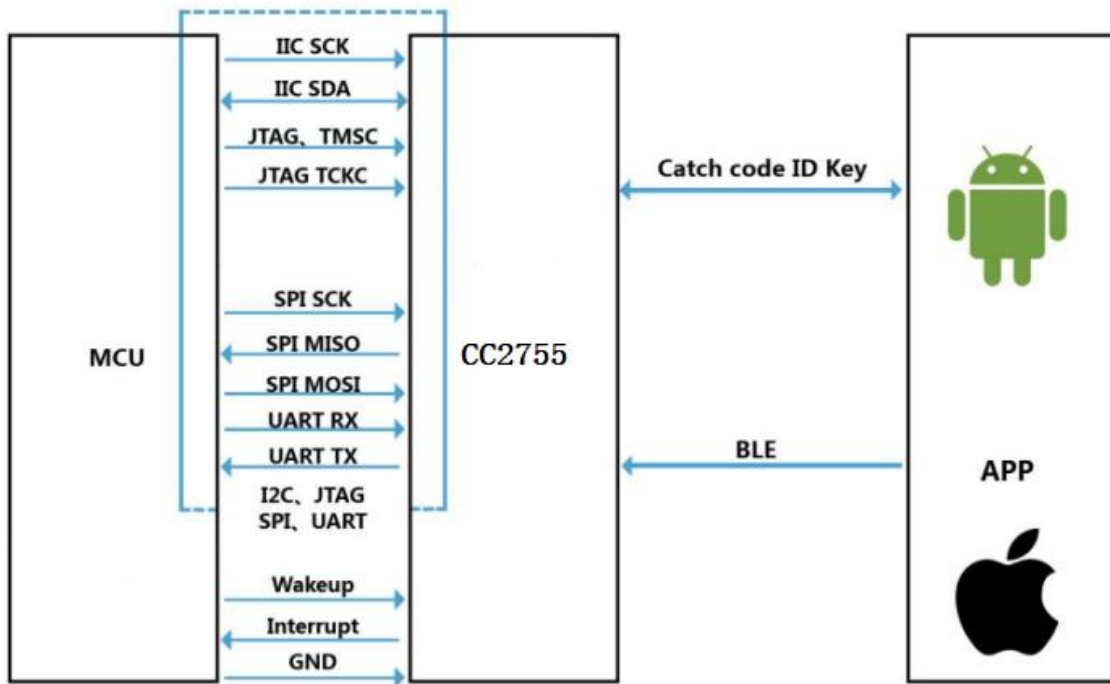 IIC SCK
IIC SDA
JTAG、TMSC
JTAG TCKC
SPI SCK
SPI MISO
SPI MOSI
UART RX
UART TX
I2C、JTAG
SPI、UART
Wakeup
Interrupt
GND
MCU
CC2755
Catch code ID Key
BLE
APP